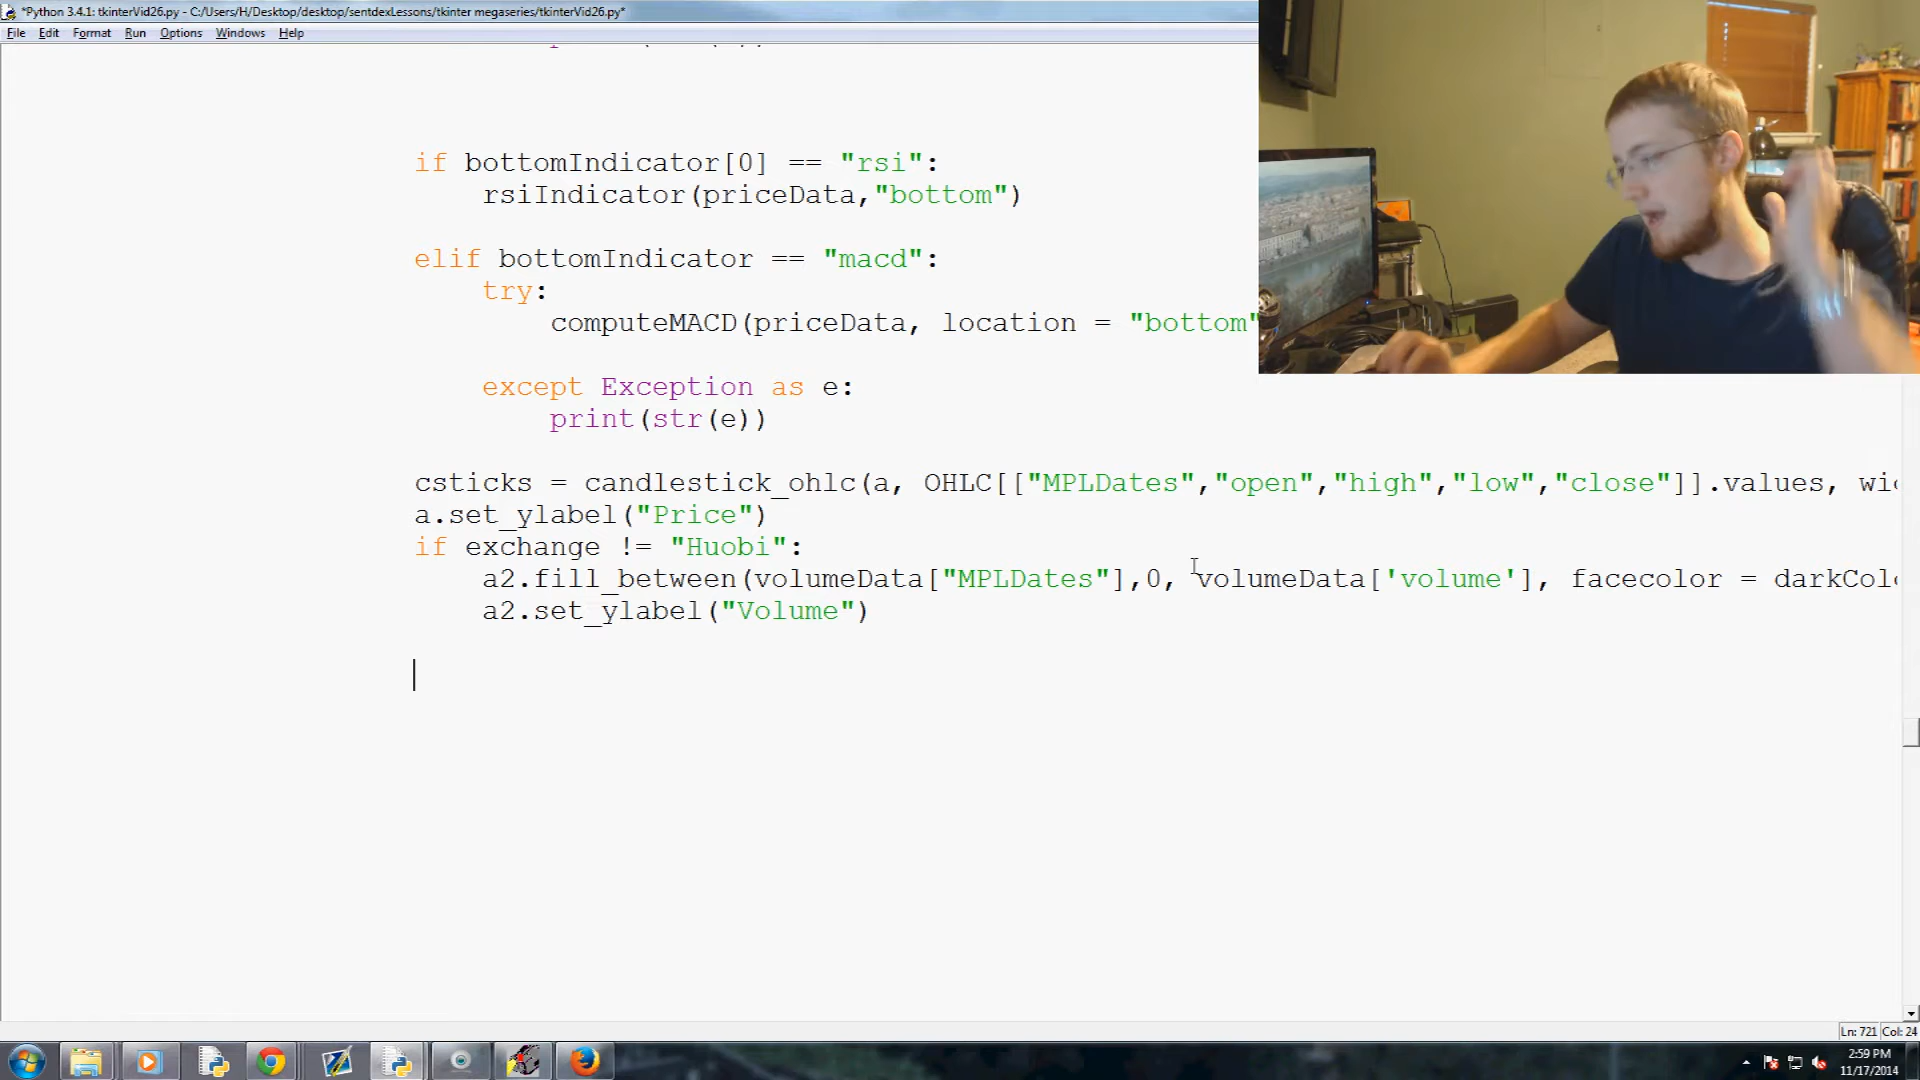 *Python 3.4.1: tkinterVid26.py - C:/Users/H/Desktop/desktop/sentdexLessons/tkinter megaseries/tkinterVid26.py*
File Edit Format Run Options Windows Help
if bottomIndicator[0] == "rsi":
rsiIndicator(priceData,"bottom")
elif bottomIndicator == "macd":
try:
computeMACD(priceData, location = "bottom"
except Exception as e:
print(str(e))
csticks = candlestick_ohlc(a, OHLC[["MPLDates","open","high","low","close"]].values,
a.set_ylabel("Price")
if exchange != "Huobi":
a2.fill_between(volumeData["MPLDates"],0, volumeData['volume'], facecolor =
a2.set_ylabel("Volume")
Ln: 721 Col: 24
2:59 PM
11/17/2014